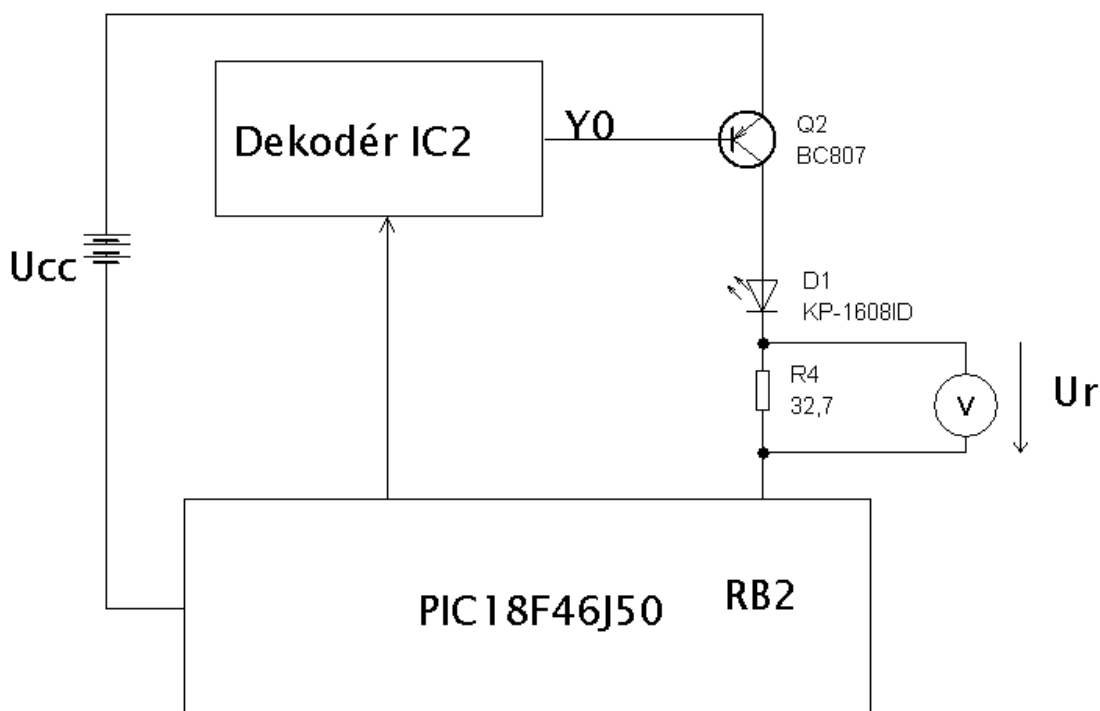 Dekodér IC2
Y0
Q2
BC807
Ucc
D1
KP-1608ID
R4
32,7
V
Ur
PIC18F46J50
RB2